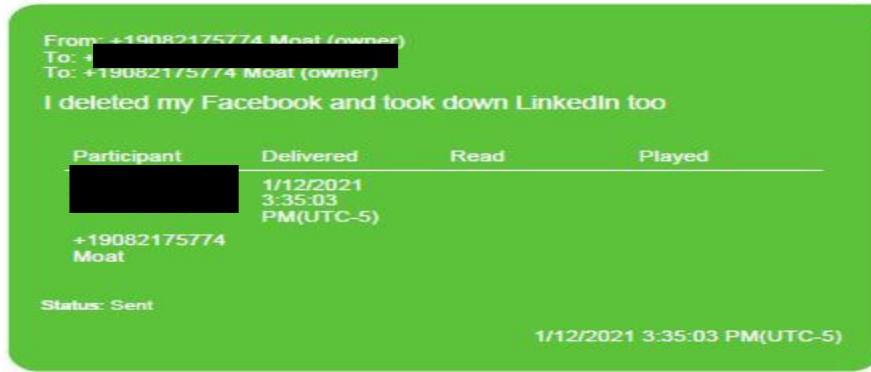 From: +19082175774 Moat (owner)
To: +
To: +19082175774 Moat (owner)
I deleted my Facebook and took down LinkedIn too
Participant Delivered Read Played
1/12/2021
3:35:03
PM(UTC-5)
+19082175774
Moat
Status: Sent
1/12/2021 3:35:03 PM(UTC-5)